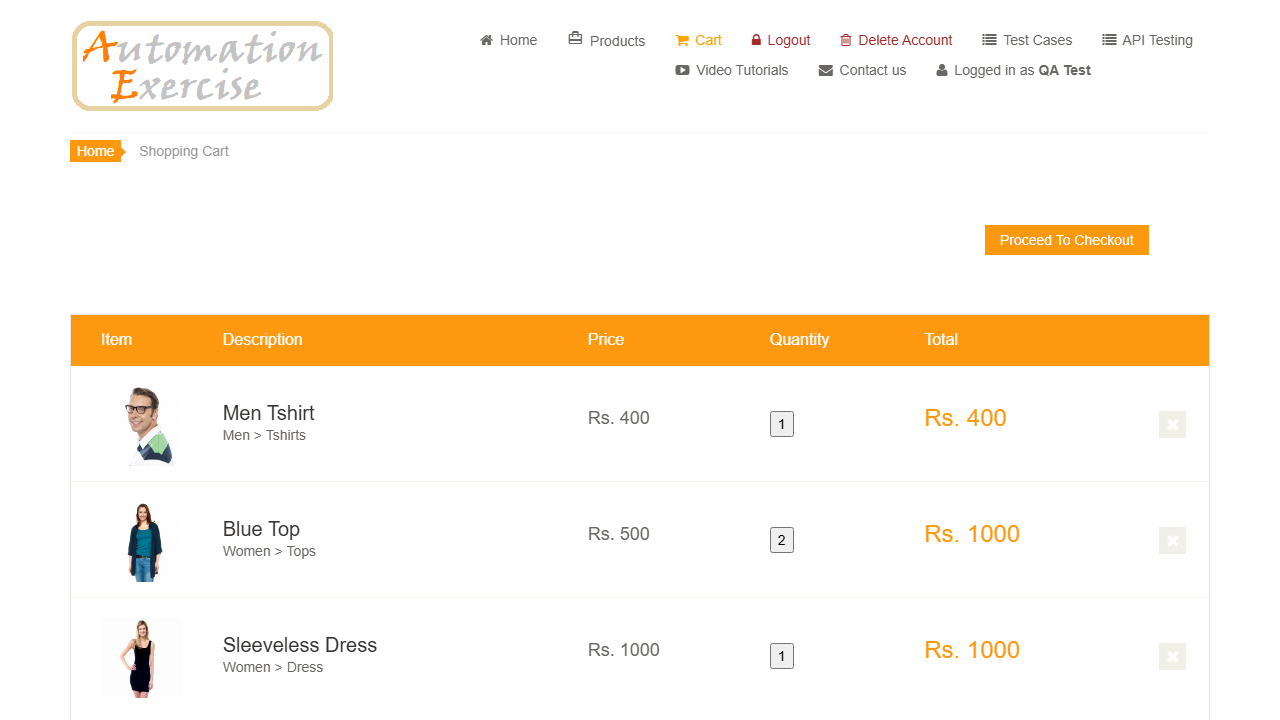 Automation
Exercise
Home
Products
Cart
Logout
Delete Account
Test Cases
API Testing
Video Tutorials
Contact us
Logged in as QA Test
Home
Shopping Cart
Proceed To Checkout
Item Description Price Quantity Total
Men Tshirt
Men > Tshirts
Rs. 400
1
Rs. 400
Blue Top
Women > Tops
Rs. 500
2
Rs. 1000
Sleeveless Dress
Women > Dress
Rs. 1000
1
Rs. 1000